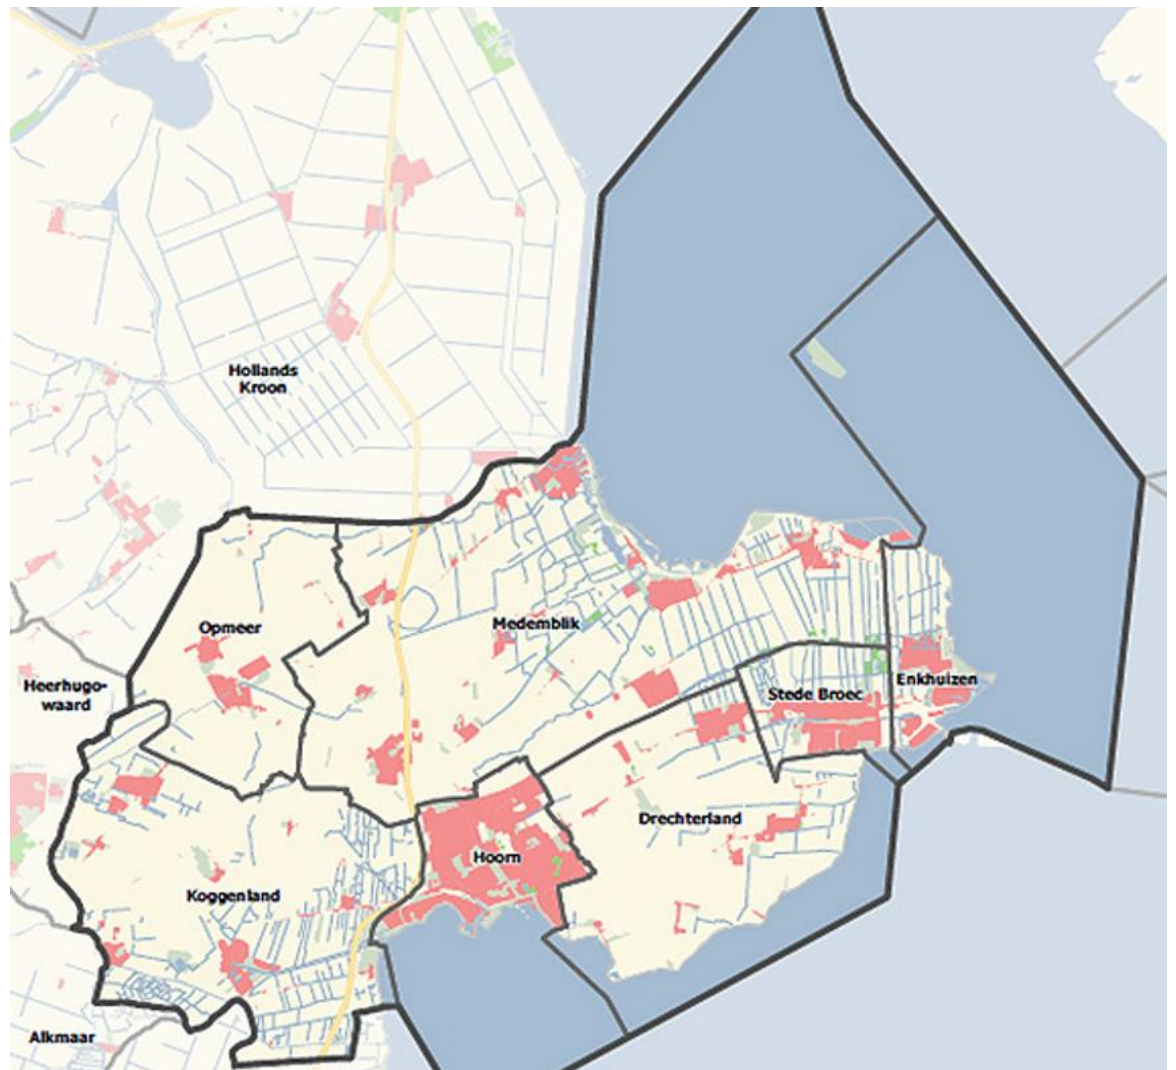 Hollands
Kroon
Opmeer
Medemblik
Heerhugo-
waard
Stede Broec
Enkhuizen
Drechterland
Hoorn
Koggenland
Alkmaar